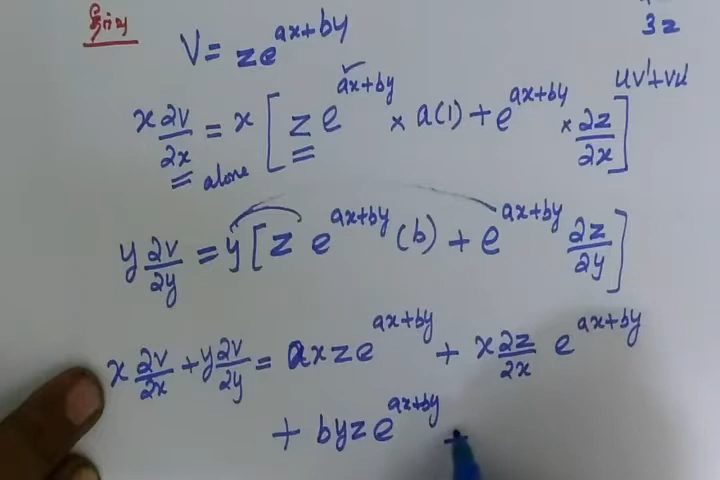 தீர்வு
3z
V = ze^{ax+by}
uv'+vu'
x ∂v/∂x = x [ z e^{ax+by} × a(1) + e^{ax+by} × ∂z/∂x ]
alone
y ∂v/∂y = y [ z e^{ax+by} (b) + e^{ax+by} ∂z/∂y ]
x ∂v/∂x + y ∂v/∂y = axze^{ax+by} + x ∂z/∂x e^{ax+by}
+ byze^{ax+by} +